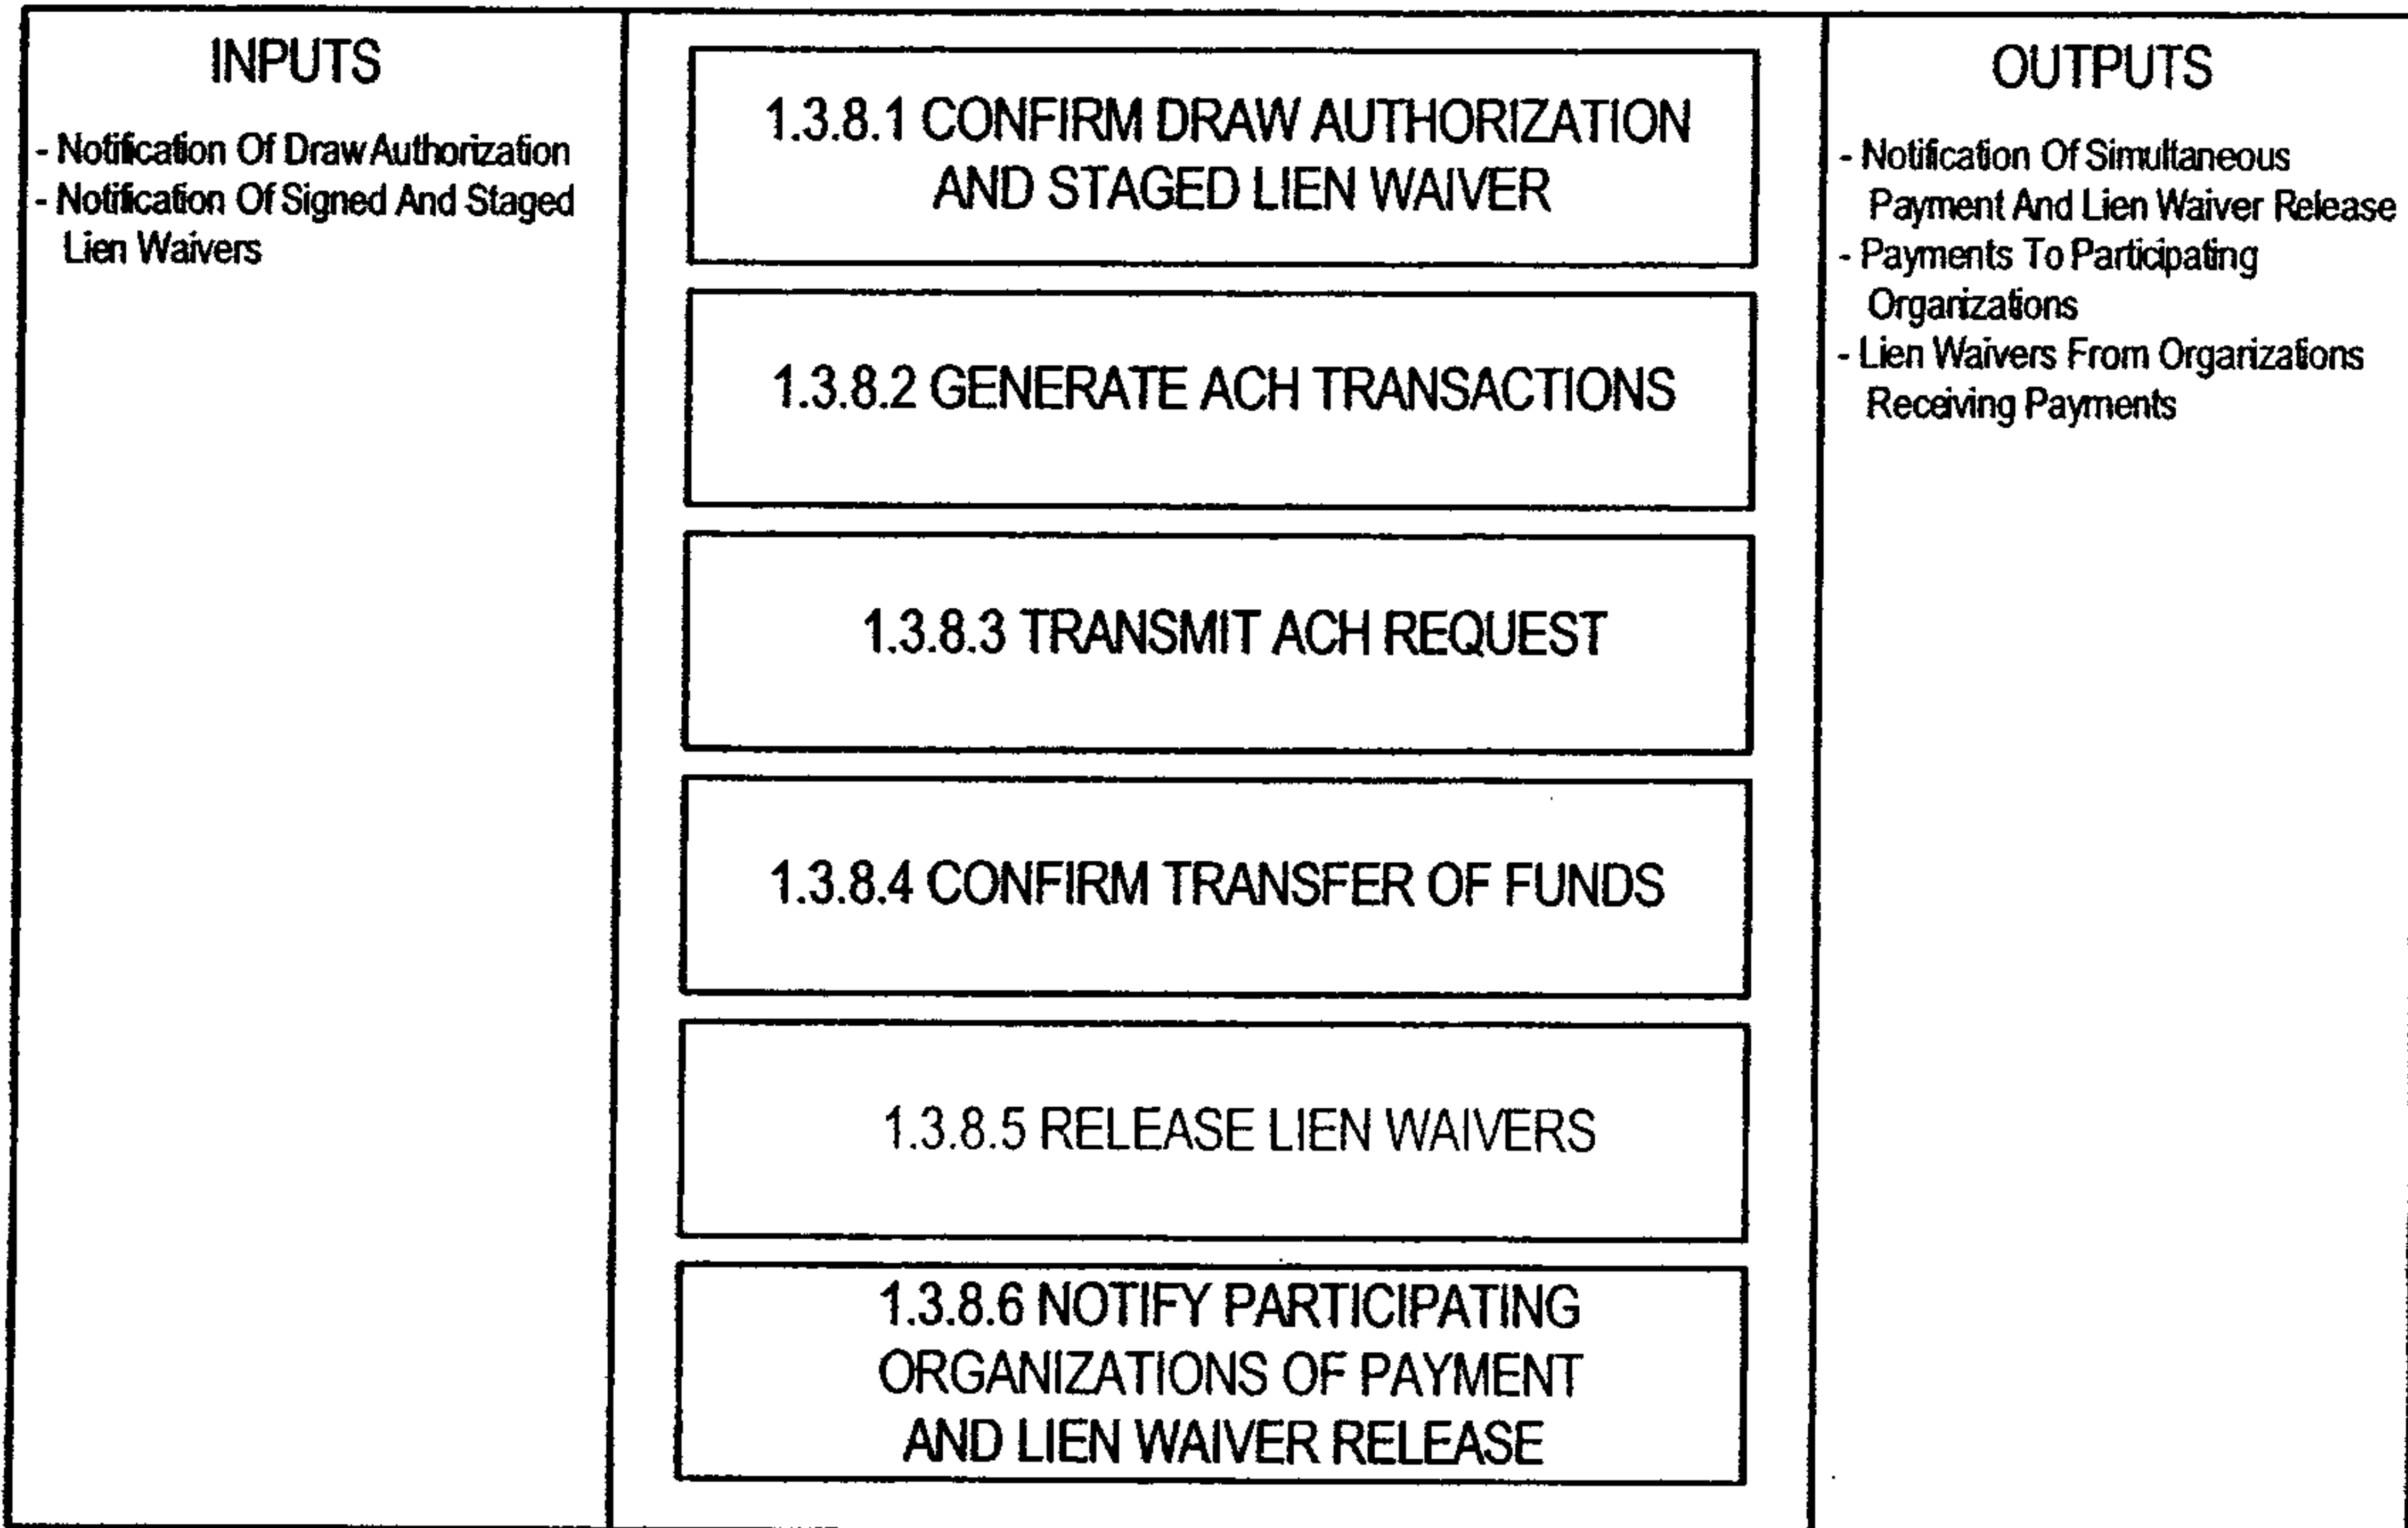 INPUTS
- Notification Of Draw Authorization
- Notification Of Signed And Staged
Lien Waivers
1.3.8.1 CONFIRM DRAW AUTHORIZATION
AND STAGED LIEN WAIVER
1.3.8.2 GENERATE ACH TRANSACTIONS
1.3.8.3 TRANSMIT ACH REQUEST
1.3.8.4 CONFIRM TRANSFER OF FUNDS
1.3.8.5 RELEASE LIEN WAIVERS
1.3.8.6 NOTIFY PARTICIPATING
ORGANIZATIONS OF PAYMENT
AND LIEN WAIVER RELEASE
OUTPUTS
- Notification Of Simultaneous
Payment And Lien Waiver Release
- Payments To Participating
Organizations
- Lien Waivers From Organizations
Receiving Payments